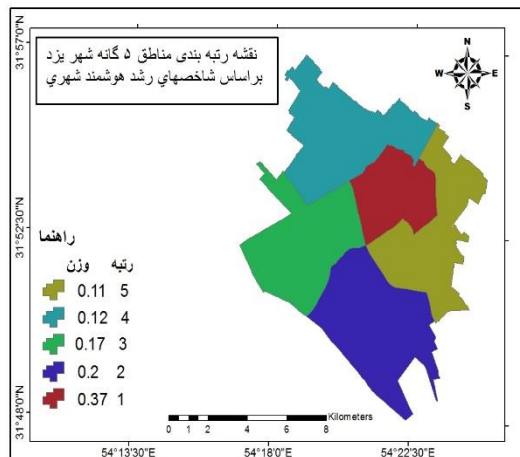 نقشه رتبه بندی مناطق ۵ گانه شهر یزد
براساس شاخصهاي رشد هوشمند شهري
N
W E
S
31°57'0"N
31°52'30"N
31°48'0"N
راهنما
وزن رتبه
0.11 5
0.12 4
0.17 3
0.2 2
0.37 1
Kilometers
0 1 2 4 6 8
54°13'30"E 54°18'0"E 54°22'30"E